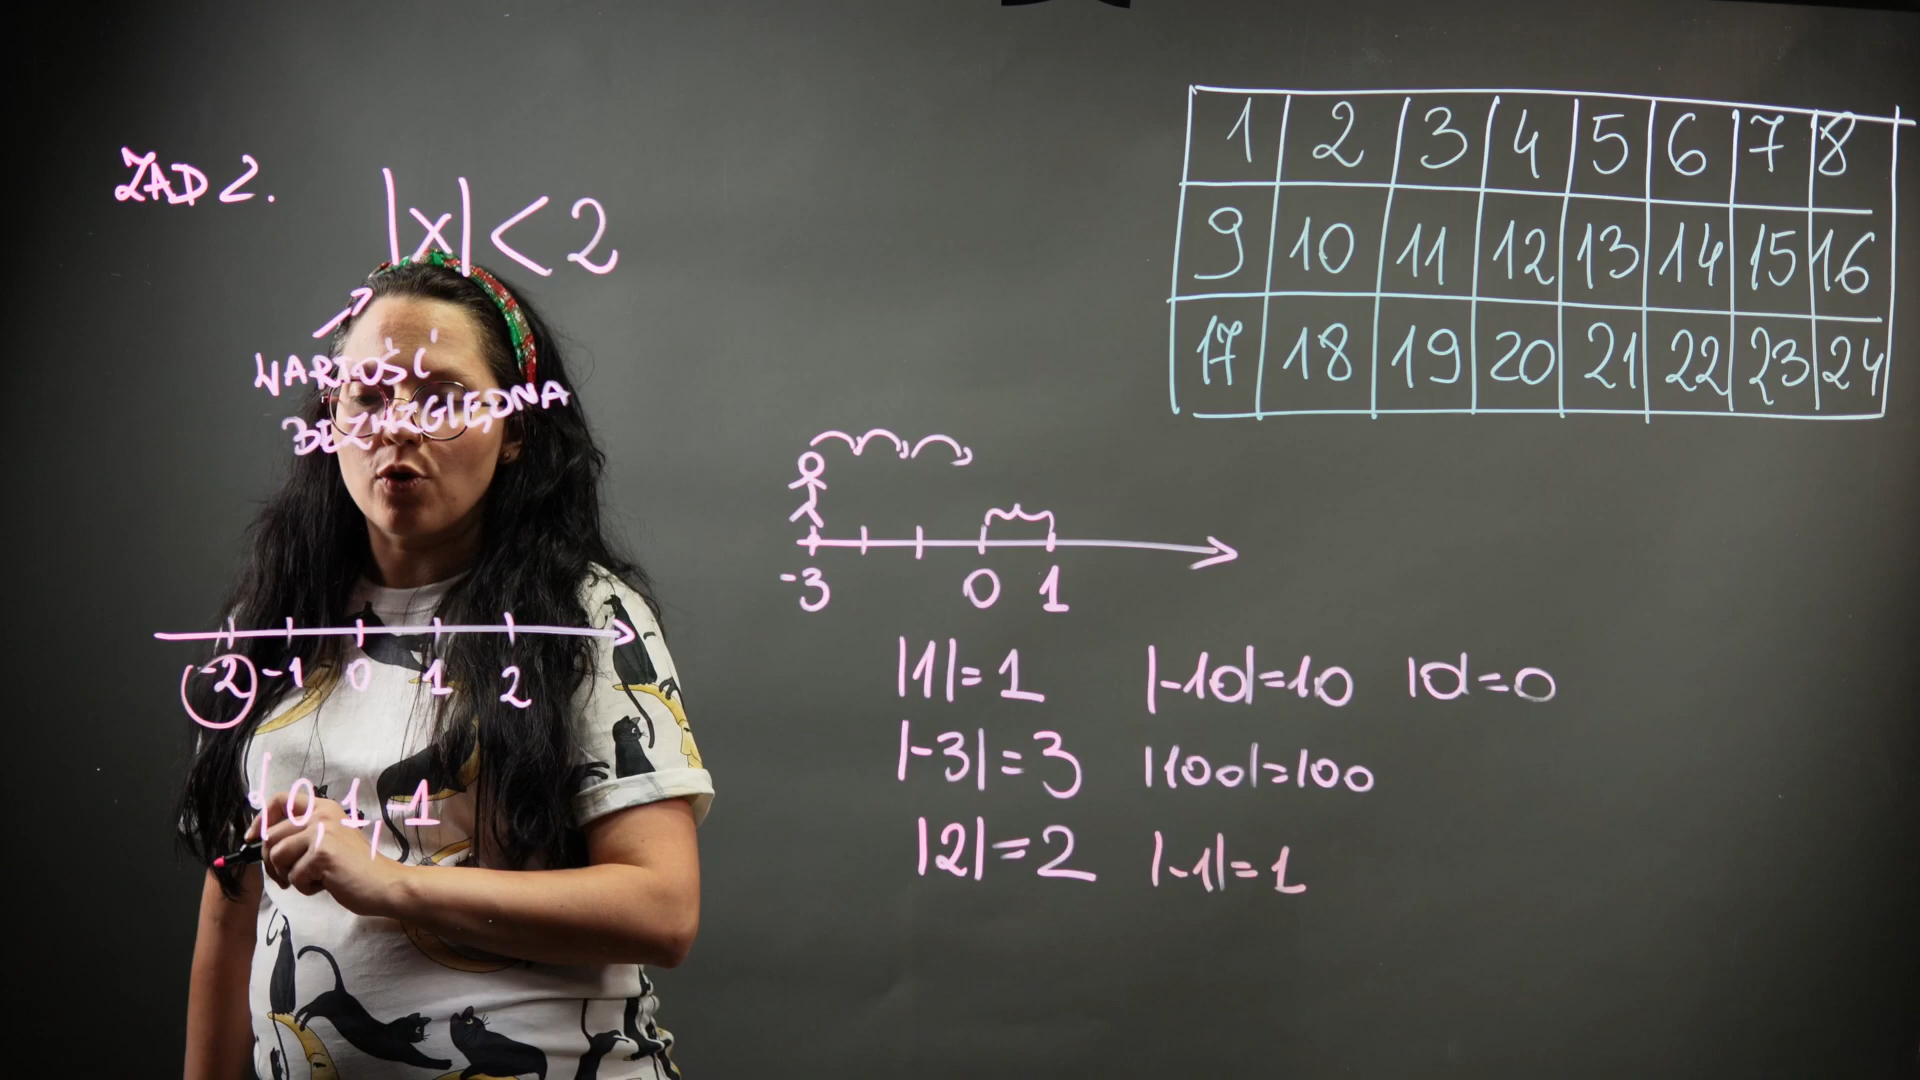 ZAD 2.
|x| < 2
WARTOŚĆ
BEZWZGLĘDNA
-2 -1 0 1 2
{0, 1, -1
1 2 3 4 5 6 7 8
9 10 11 12 13 14 15 16
17 18 19 20 21 22 23 24
-3 0 1
|1|=1 |-10|=10 |0|=0
|-3|=3 |100|=100
|2|=2 |-1|=1